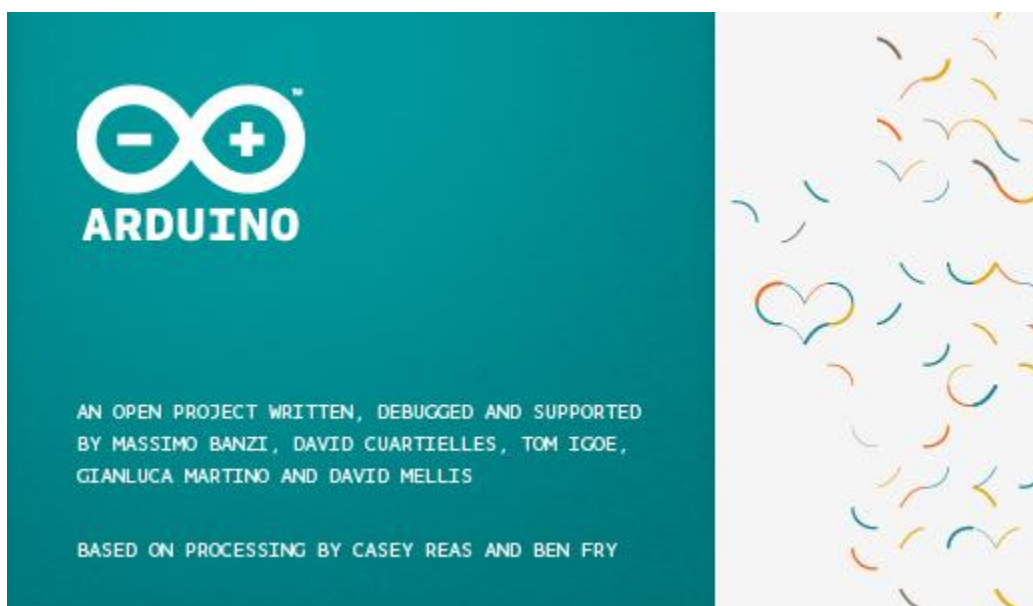 ARDUINO
AN OPEN PROJECT WRITTEN, DEBUGGED AND SUPPORTED
BY MASSIMO BANZI, DAVID CUARTIELLES, TOM IGOE,
GIANLUCA MARTINO AND DAVID MELLIS
BASED ON PROCESSING BY CASEY REAS AND BEN FRY